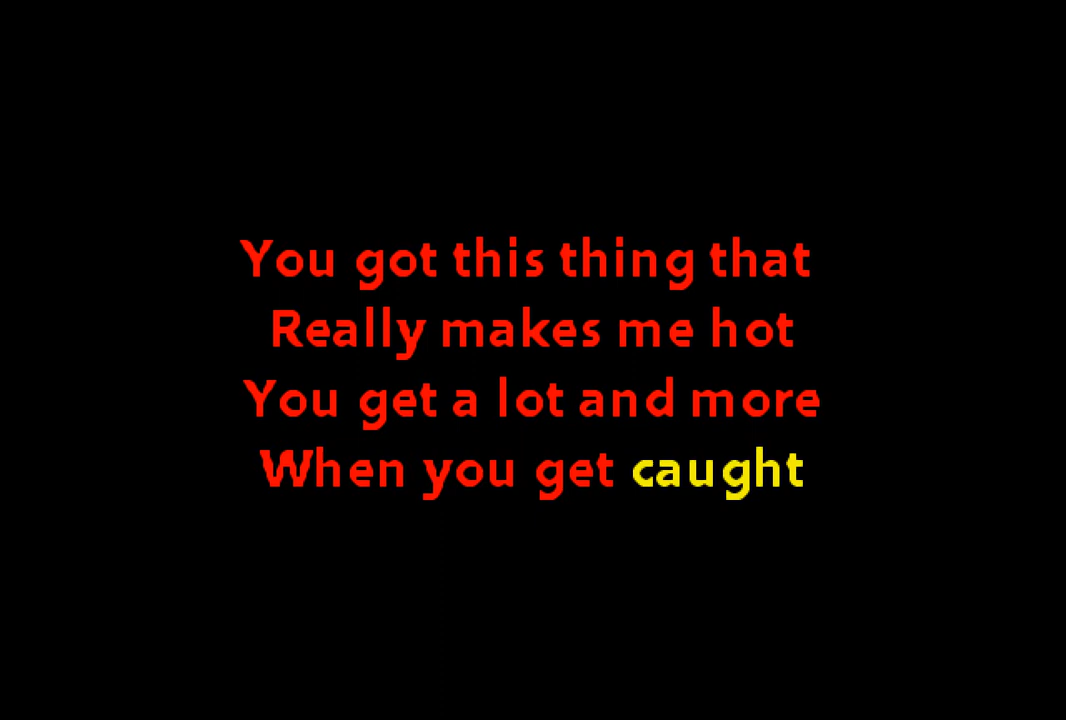 You got this thing that
Really makes me hot
You get a lot and more
When you get caught